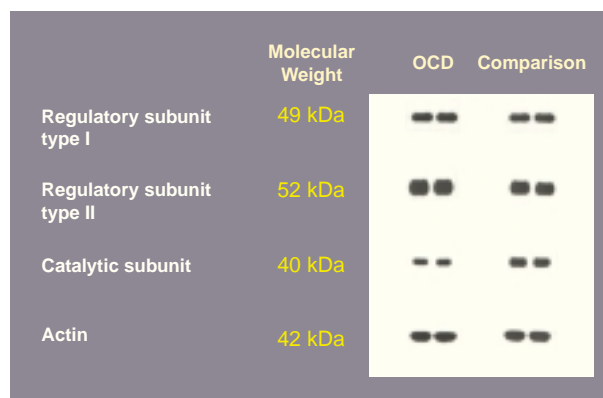 Molecular
Weight
OCD
Comparison
Regulatory subunit
type I
49 kDa
Regulatory subunit
type II
52 kDa
Catalytic subunit
40 kDa
Actin
42 kDa